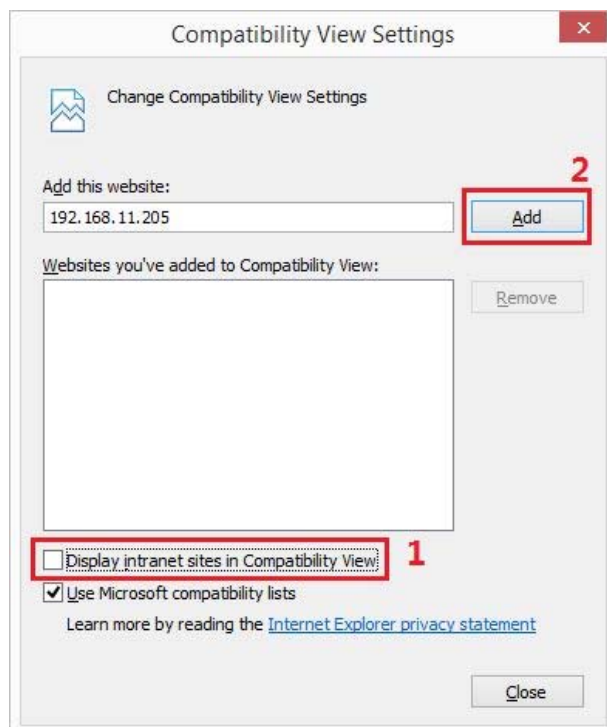 Compatibility View Settings
Change Compatibility View Settings
2
Add this website:
192.168.11.205
Add
Websites you've added to Compatibility View:
Remove
Display intranet sites in Compatibility View
1
Use Microsoft compatibility lists
Learn more by reading the Internet Explorer privacy statement
Close